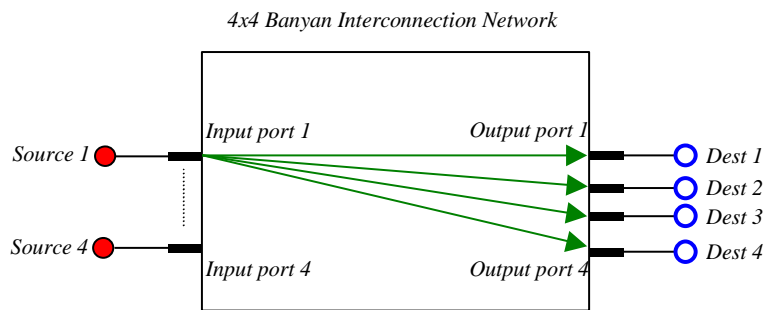 4x4 Banyan Interconnection Network
Input port 1
Output port 1
Source 1
Dest 1
Dest 2
Dest 3
Source 4
Dest 4
Input port 4
Output port 4